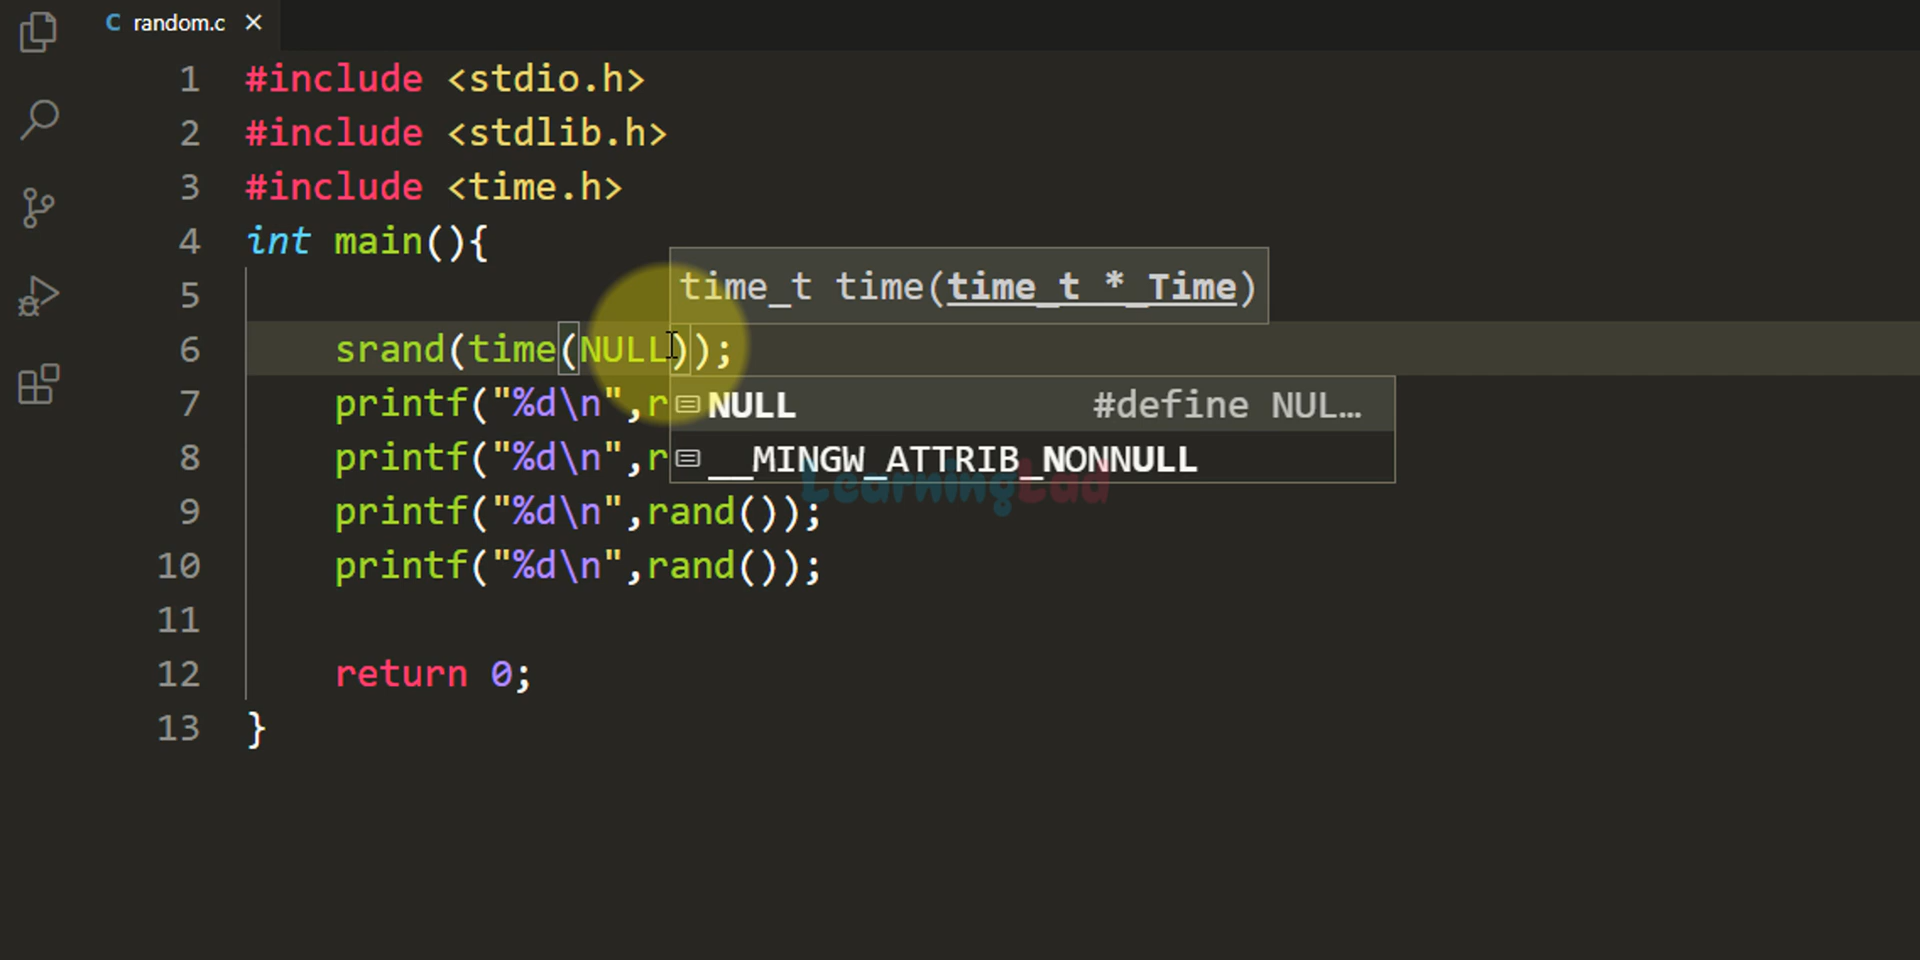 C random.c ×
1 #include <stdio.h>
2 #include <stdlib.h>
3 #include <time.h>
4 int main(){
time_t time(time_t *_Time)
5
6 srand(time(NULL));
7 printf("%d\n",r
NULL #define NUL…
8 printf("%d\n",r
__MINGW_ATTRIB_NONNULL
LearningLad
9 printf("%d\n",rand());
10 printf("%d\n",rand());
11
12 return 0;
13 }